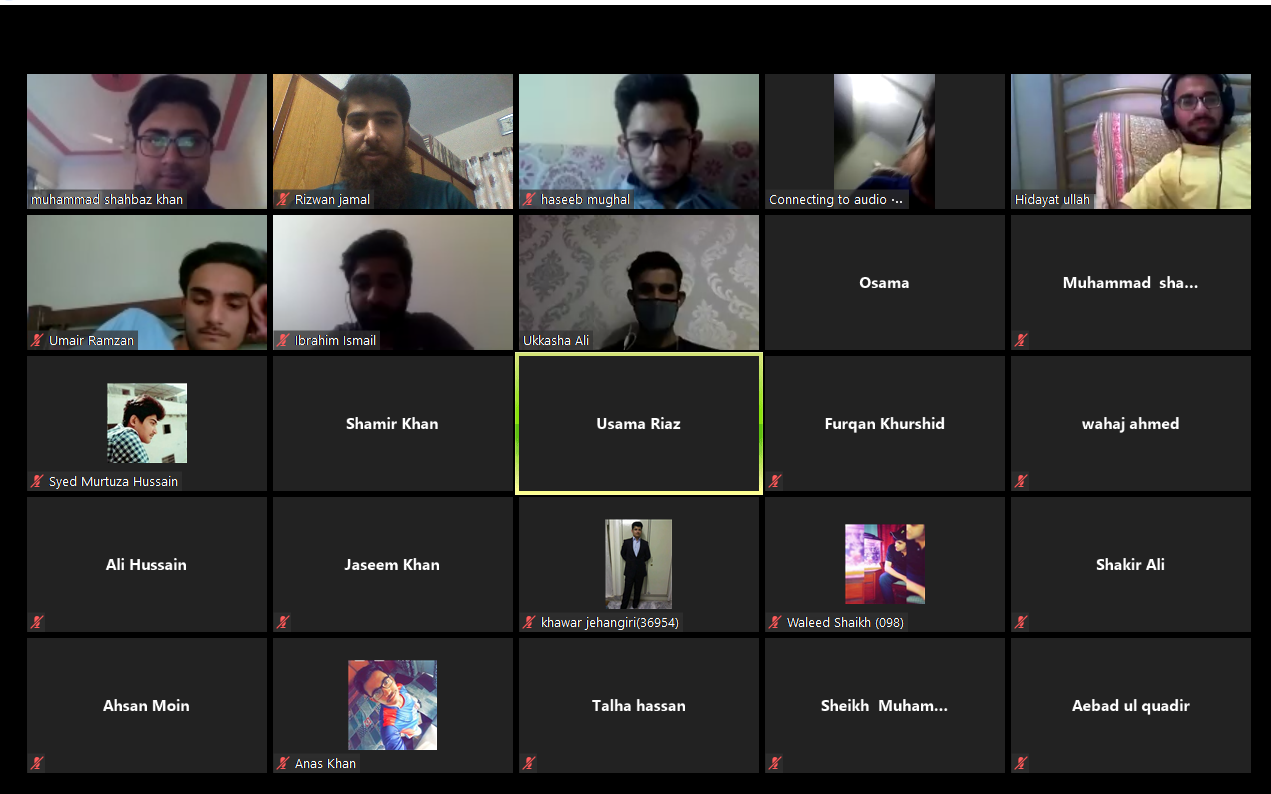 muhammad shahbaz khan
Rizwan jamal
haseeb mughal
Connecting to audio ···
Hidayat ullah
Umair Ramzan
Ibrahim Ismail
Ukkasha Ali
Osama
Muhammad sha...
Syed Murtuza Hussain
Shamir Khan
Usama Riaz
Furqan Khurshid
wahaj ahmed
Ali Hussain
Jaseem Khan
khawar jehangiri(36954)
Waleed Shaikh (098)
Shakir Ali
Ahsan Moin
Anas Khan
Talha hassan
Sheikh Muham...
Aebad ul quadir